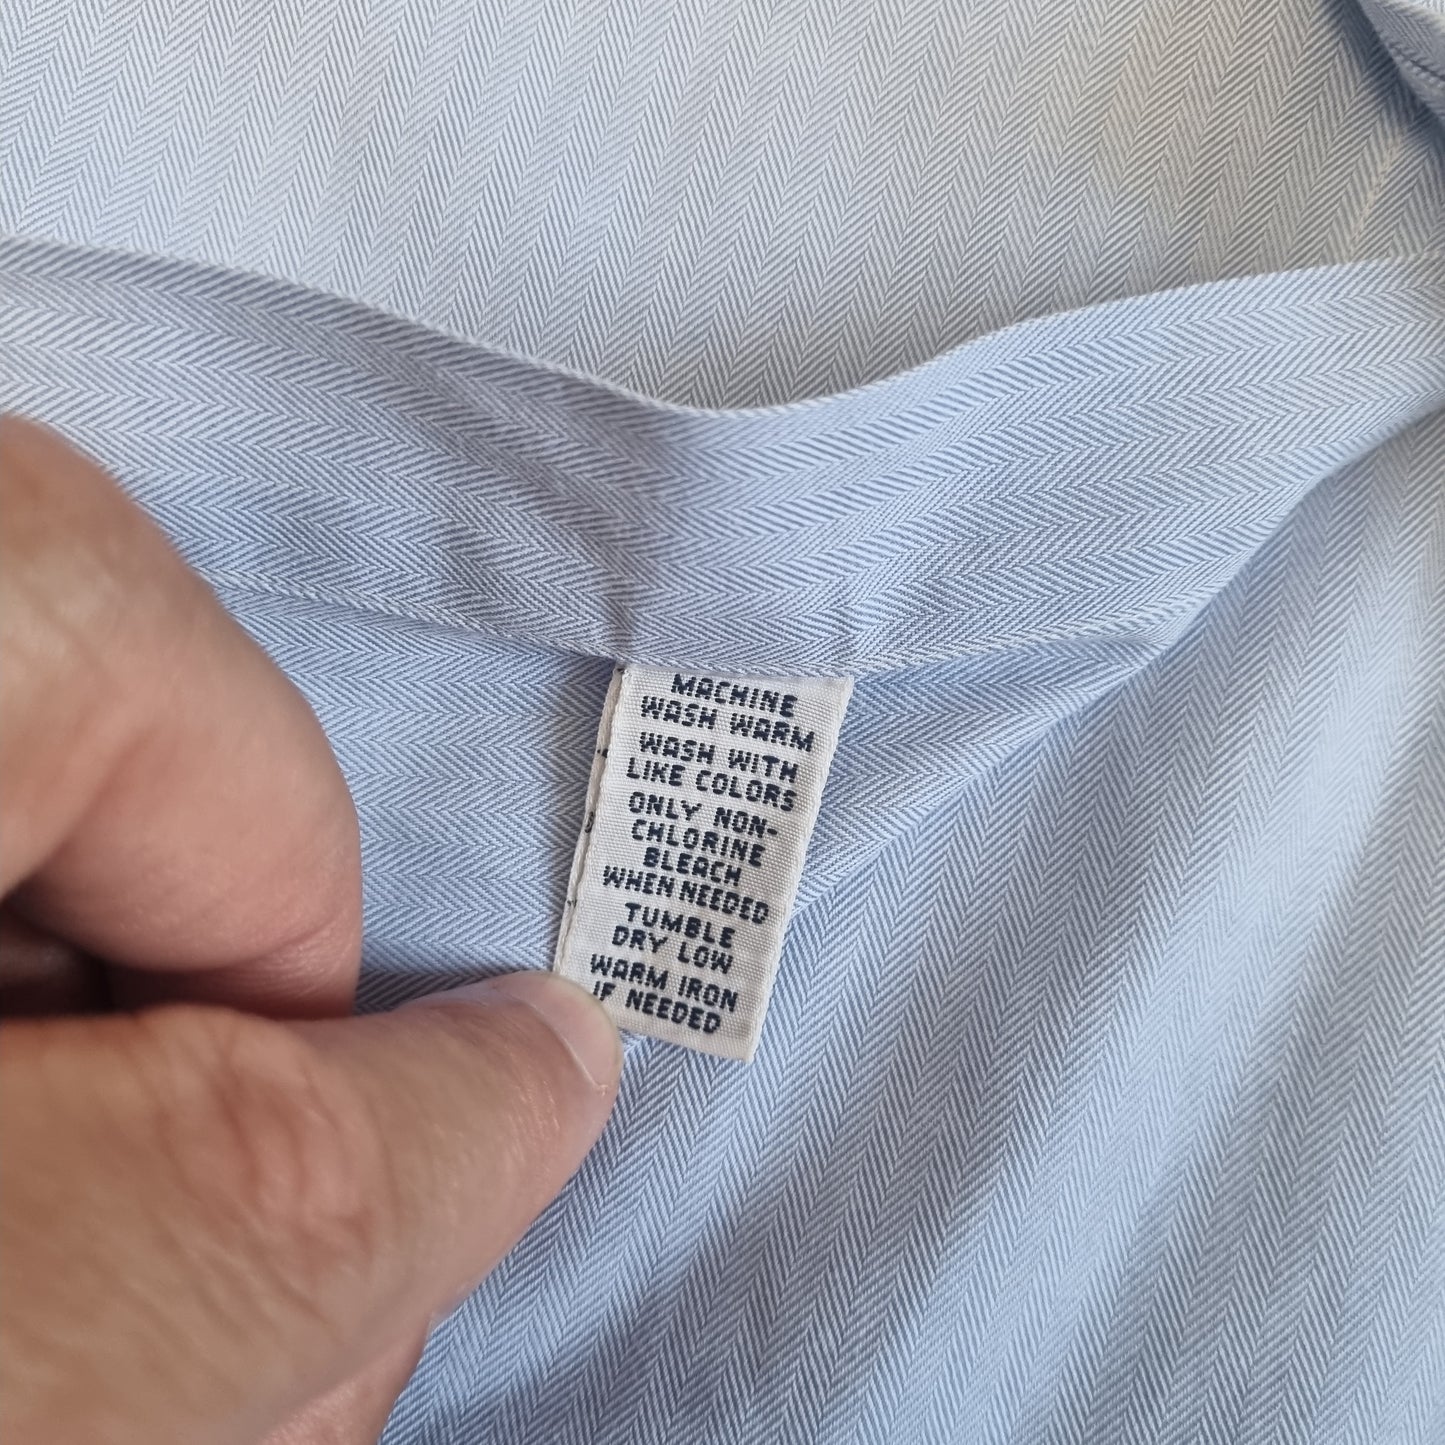 MACHINE
WASH WARM
WASH WITH
LIKE COLORS
ONLY NON-
CHLORINE
BLEACH
WHEN NEEDED
TUMBLE
DRY LOW
WARM IRON
IF NEEDED